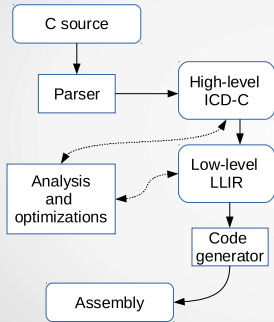 C source
Parser
High-level
ICD-C
Analysis
and
optimizations
Low-level
LLIR
Code
generator
Assembly